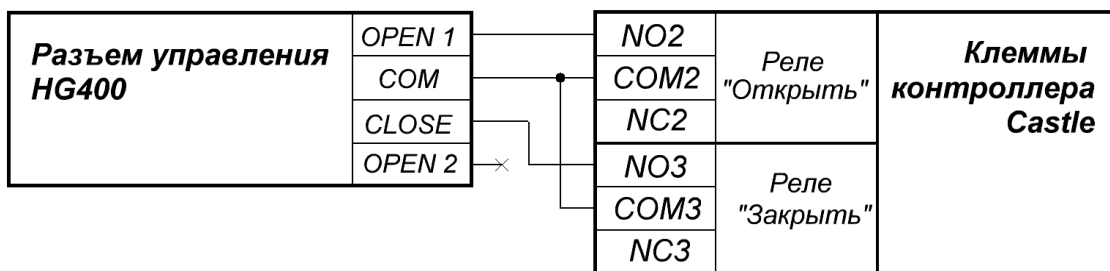 Разъем управления
HG400
OPEN 1
COM
CLOSE
OPEN 2
NO2
COM2
NC2
NO3
COM3
NC3
Реле
"Открыть"
Реле
"Закрыть"
Клеммы
контроллера
Castle